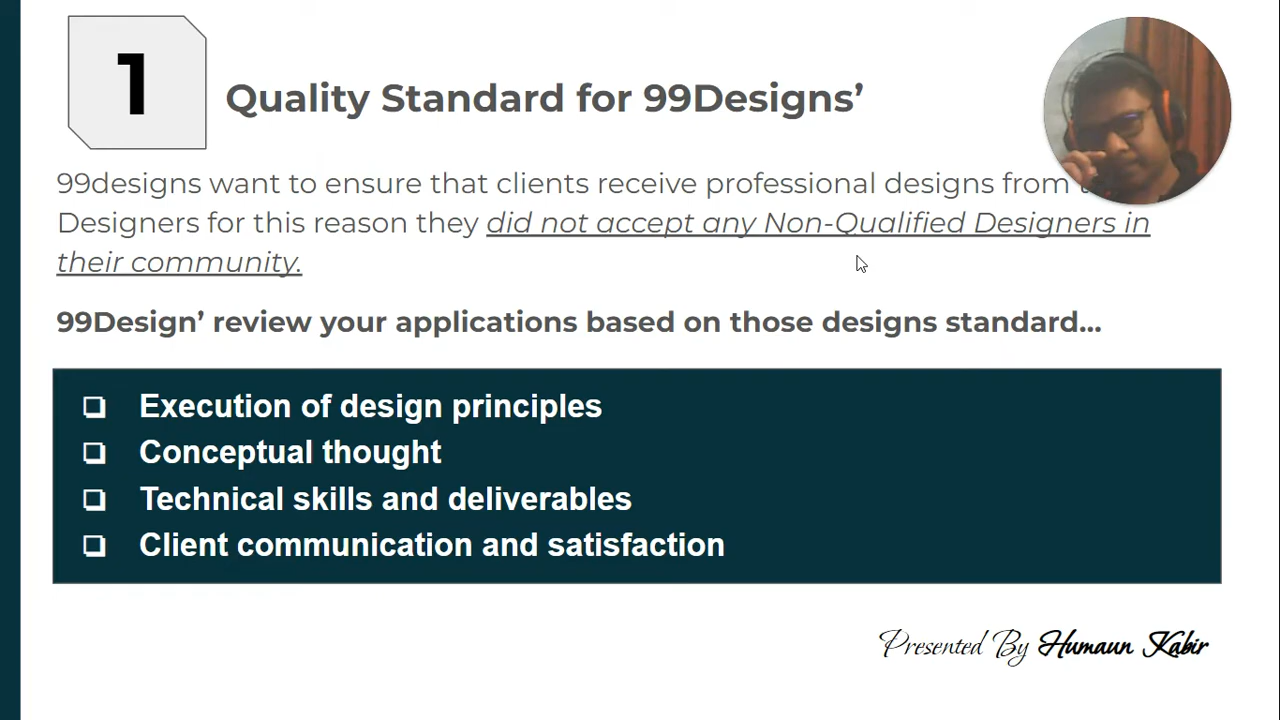 1
Quality Standard for 99Designs’
99designs want to ensure that clients receive professional designs from
Designers for this reason they did not accept any Non-Qualified Designers in
their community.
99Design’ review your applications based on those designs standard...
❏ Execution of design principles
❏ Conceptual thought
❏ Technical skills and deliverables
❏ Client communication and satisfaction
Presented By Humaun Kabir